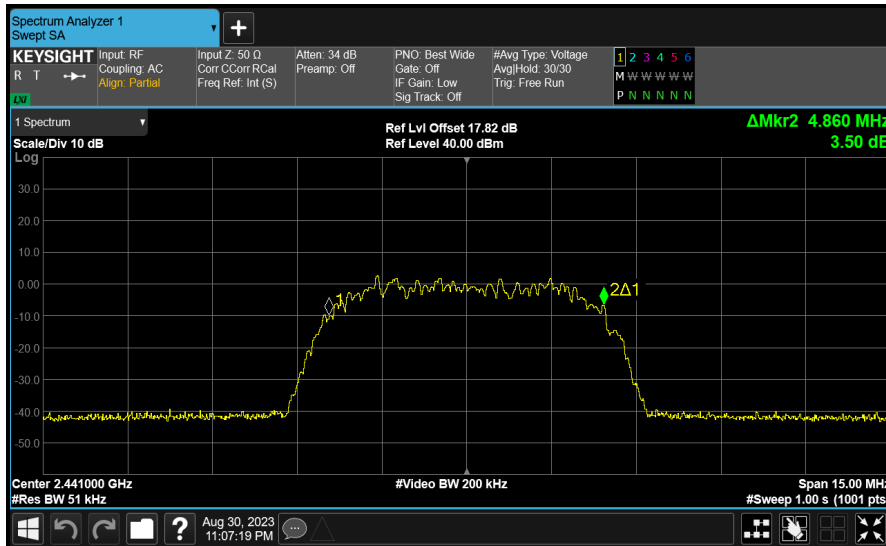 Spectrum Analyzer 1
Swept SA
+
KEYSIGHT
R T
LXI
Input: RF
Coupling: AC
Align: Partial
Input Z: 50 Ω
Corr CCorr RCal
Freq Ref: Int (S)
Atten: 34 dB
Preamp: Off
PNO: Best Wide
Gate: Off
IF Gain: Low
Sig Track: Off
#Avg Type: Voltage
Avg|Hold: 30/30
Trig: Free Run
1 2 3 4 5 6
M W W W W W
P N N N N N
1 Spectrum
Scale/Div 10 dB
Log
Ref Lvl Offset 17.82 dB
Ref Level 40.00 dBm
ΔMkr2 4.860 MHz
3.50 dB
30.0
20.0
10.0
0.00
-10.0
-20.0
-30.0
-40.0
-50.0
1
2Δ1
Center 2.441000 GHz
#Res BW 51 kHz
#Video BW 200 kHz
Span 15.00 MHz
#Sweep 1.00 s (1001 pts
?
Aug 30, 2023
11:07:19 PM